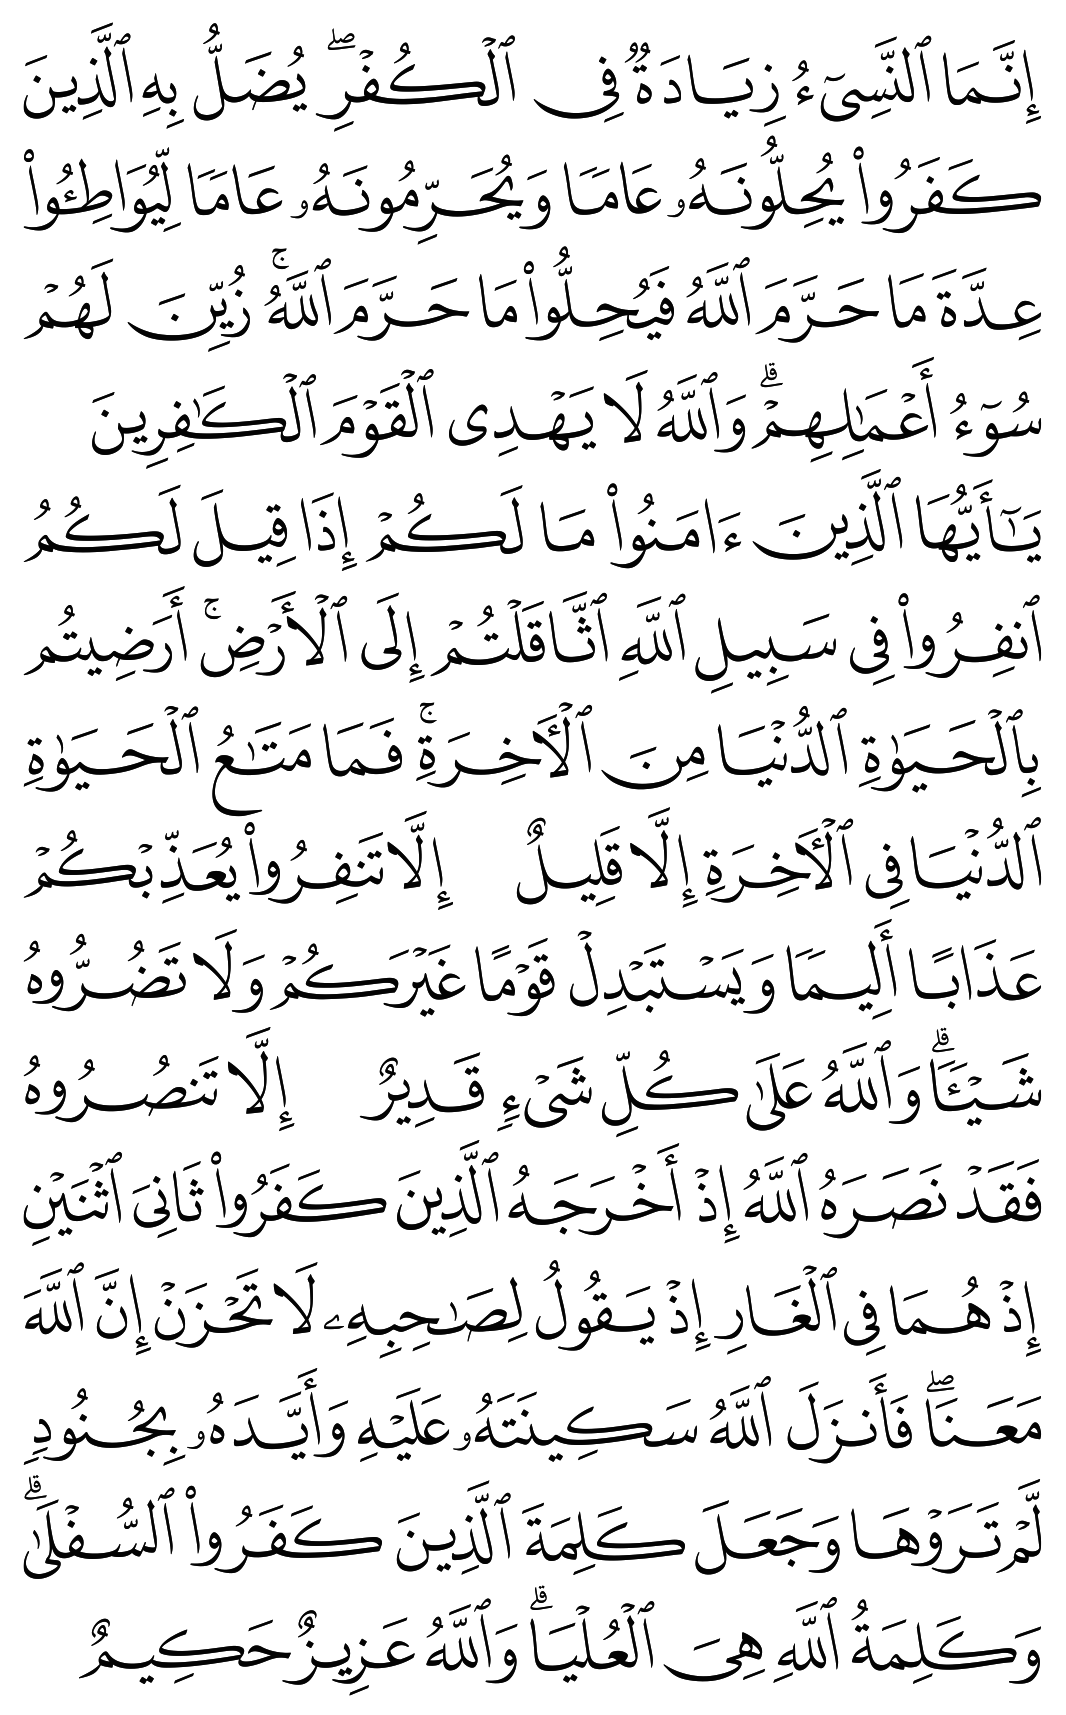 إِنَّمَا ٱلنَّسِىٓءُ زِيَادَةٌ فِى ٱلْكُفْرِ ۖ يُضَلُّ بِهِ ٱلَّذِينَ
كَفَرُوا۟ يُحِلُّونَهُۥ عَامًا وَيُحَرِّمُونَهُۥ عَامًا لِّيُوَاطِـُٔوا۟
عِدَّةَ مَا حَرَّمَ ٱللَّهُ فَيُحِلُّوا۟ مَا حَرَّمَ ٱللَّهُ ۚ زُيِّنَ لَهُمْ
سُوٓءُ أَعْمَـٰلِهِمْ ۗ وَٱللَّهُ لَا يَهْدِى ٱلْقَوْمَ ٱلْكَـٰفِرِينَ
يَـٰٓأَيُّهَا ٱلَّذِينَ ءَامَنُوا۟ مَا لَكُمْ إِذَا قِيلَ لَكُمُ
ٱنفِرُوا۟ فِى سَبِيلِ ٱللَّهِ ٱثَّاقَلْتُمْ إِلَى ٱلْأَرْضِ ۚ أَرَضِيتُم
بِٱلْحَيَوٰةِ ٱلدُّنْيَا مِنَ ٱلْـَٔاخِرَةِ ۚ فَمَا مَتَـٰعُ ٱلْحَيَوٰةِ
ٱلدُّنْيَا فِى ٱلْـَٔاخِرَةِ إِلَّا قَلِيلٌ إِلَّا تَنفِرُوا۟ يُعَذِّبْكُمْ
عَذَابًا أَلِيمًا وَيَسْتَبْدِلْ قَوْمًا غَيْرَكُمْ وَلَا تَضُرُّوهُ
شَيْـًٔا ۗ وَٱللَّهُ عَلَىٰ كُلِّ شَىْءٍ قَدِيرٌ إِلَّا تَنصُرُوهُ
فَقَدْ نَصَرَهُ ٱللَّهُ إِذْ أَخْرَجَهُ ٱلَّذِينَ كَفَرُوا۟ ثَانِىَ ٱثْنَيْنِ
إِذْ هُمَا فِى ٱلْغَارِ إِذْ يَقُولُ لِصَـٰحِبِهِۦ لَا تَحْزَنْ إِنَّ ٱللَّهَ
مَعَنَا ۖ فَأَنزَلَ ٱللَّهُ سَكِينَتَهُۥ عَلَيْهِ وَأَيَّدَهُۥ بِجُنُودٍ
لَّمْ تَرَوْهَا وَجَعَلَ كَلِمَةَ ٱلَّذِينَ كَفَرُوا۟ ٱلسُّفْلَىٰ ۗ
وَكَلِمَةُ ٱللَّهِ هِىَ ٱلْعُلْيَا ۗ وَٱللَّهُ عَزِيزٌ حَكِيمٌ